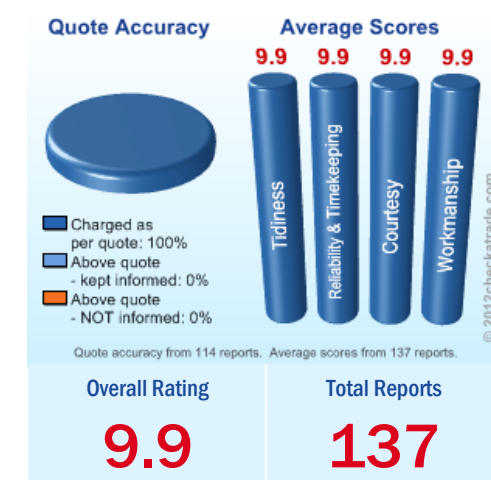 Quote Accuracy
Average Scores
9.9 9.9 9.9 9.9
Tidiness
Reliability & Timekeeping
Courtesy
Workmanship
Charged as
per quote: 100%
Above quote
- kept informed: 0%
Above quote
- NOT informed: 0%
© 2012checkatrade.com
Quote accuracy from 114 reports. Average scores from 137 reports.
Overall Rating
9.9
Total Reports
137